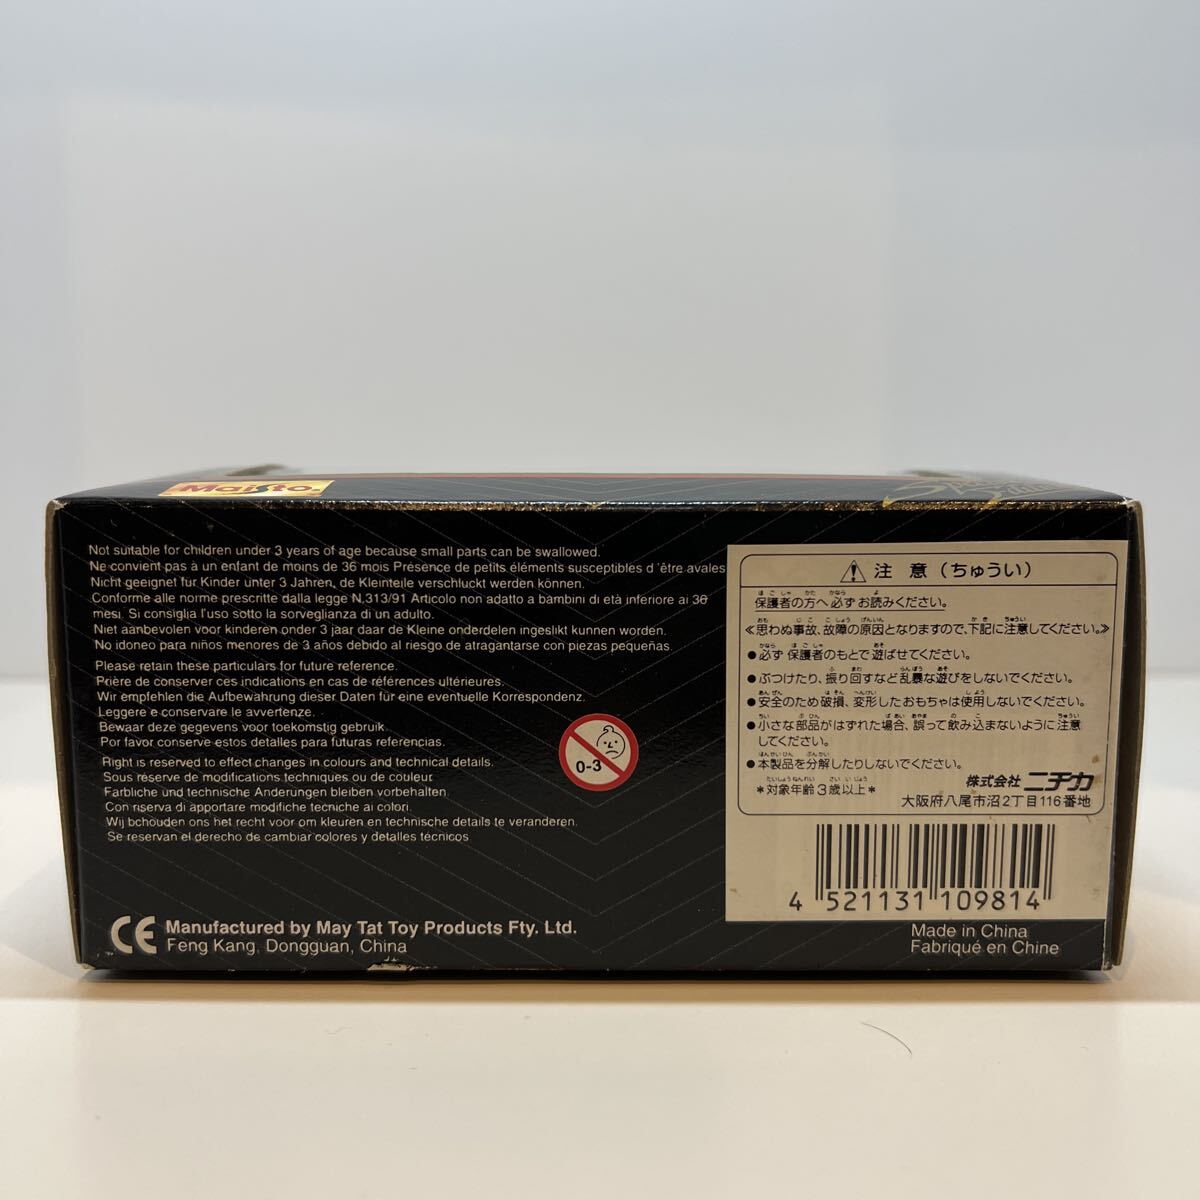 Maisto
Not suitable for children under 3 years of age because small parts can be swallowed.
Ne convient pas à un enfant de moins de 36 mois Présence de petits éléments susceptibles d 'être avales
Nicht geeignet für Kinder unter 3 Jahren, de Kleinteile verschluckt werden können.
Conforme alle norme prescritte dalla legge N.313/91 Articolo non adatto a bambini di età inferiore ai 36
mesi. Si consiglia l'uso sotto la sorveglianza di un adulto.
Niet aanbevolen voor kinderen onder 3 jaar daar de Kleine onderdelen ingeslikt kunnen worden.
No idoneo para niños menores de 3 años debido al riesgo de atragantarse con piezas pequeñas.
Please retain these particulars for future reference.
Prière de conserver ces indications en cas de références ultérieures.
Wir empfehlen die Aufbewahrung dieser Daten für eine eventuelle Korrespondenz.
Leggere e conservare le avvertenze.
Bewaar deze gegevens voor toekomstig gebruik.
Por favor conserve estos detalles para futuras referencias.
Right is reserved to effect changes in colours and technical details.
Sous réserve de modifications techniques ou de couleur.
Farbliche und technische Änderungen bleiben vorbehalten.
Con riserva di apportare modifiche tecniche ai colori.
Wij bchouden ons het recht voor om kleuren en technische details te veranderen.
Se reservan el derecho de cambiar colores y detalles técnicos
0-3
CE Manufactured by May Tat Toy Products Fty. Ltd.
Feng Kang, Dongguan, China
注 意 (ちゅうい)
保護者の方へ必ずお読みください。
≪思わぬ事故、故障の原因となりますので、下記に注意してください。≫
●必ず保護者のもとで遊ばせてください。
●ぶつけたり、振り回すなど乱暴な遊びをしないでください。
●安全のため破損、変形したおもちゃは使用しないでください。
●小さな部品がはずれた場合、誤って飲み込まないように注意
してください。
●本製品を分解したりしないでください。
*対象年齢3歳以上*
株式会社 ニチカ
大阪府八尾市沼2丁目116番地
4 521131 109814
Made in China
Fabriqué en Chine